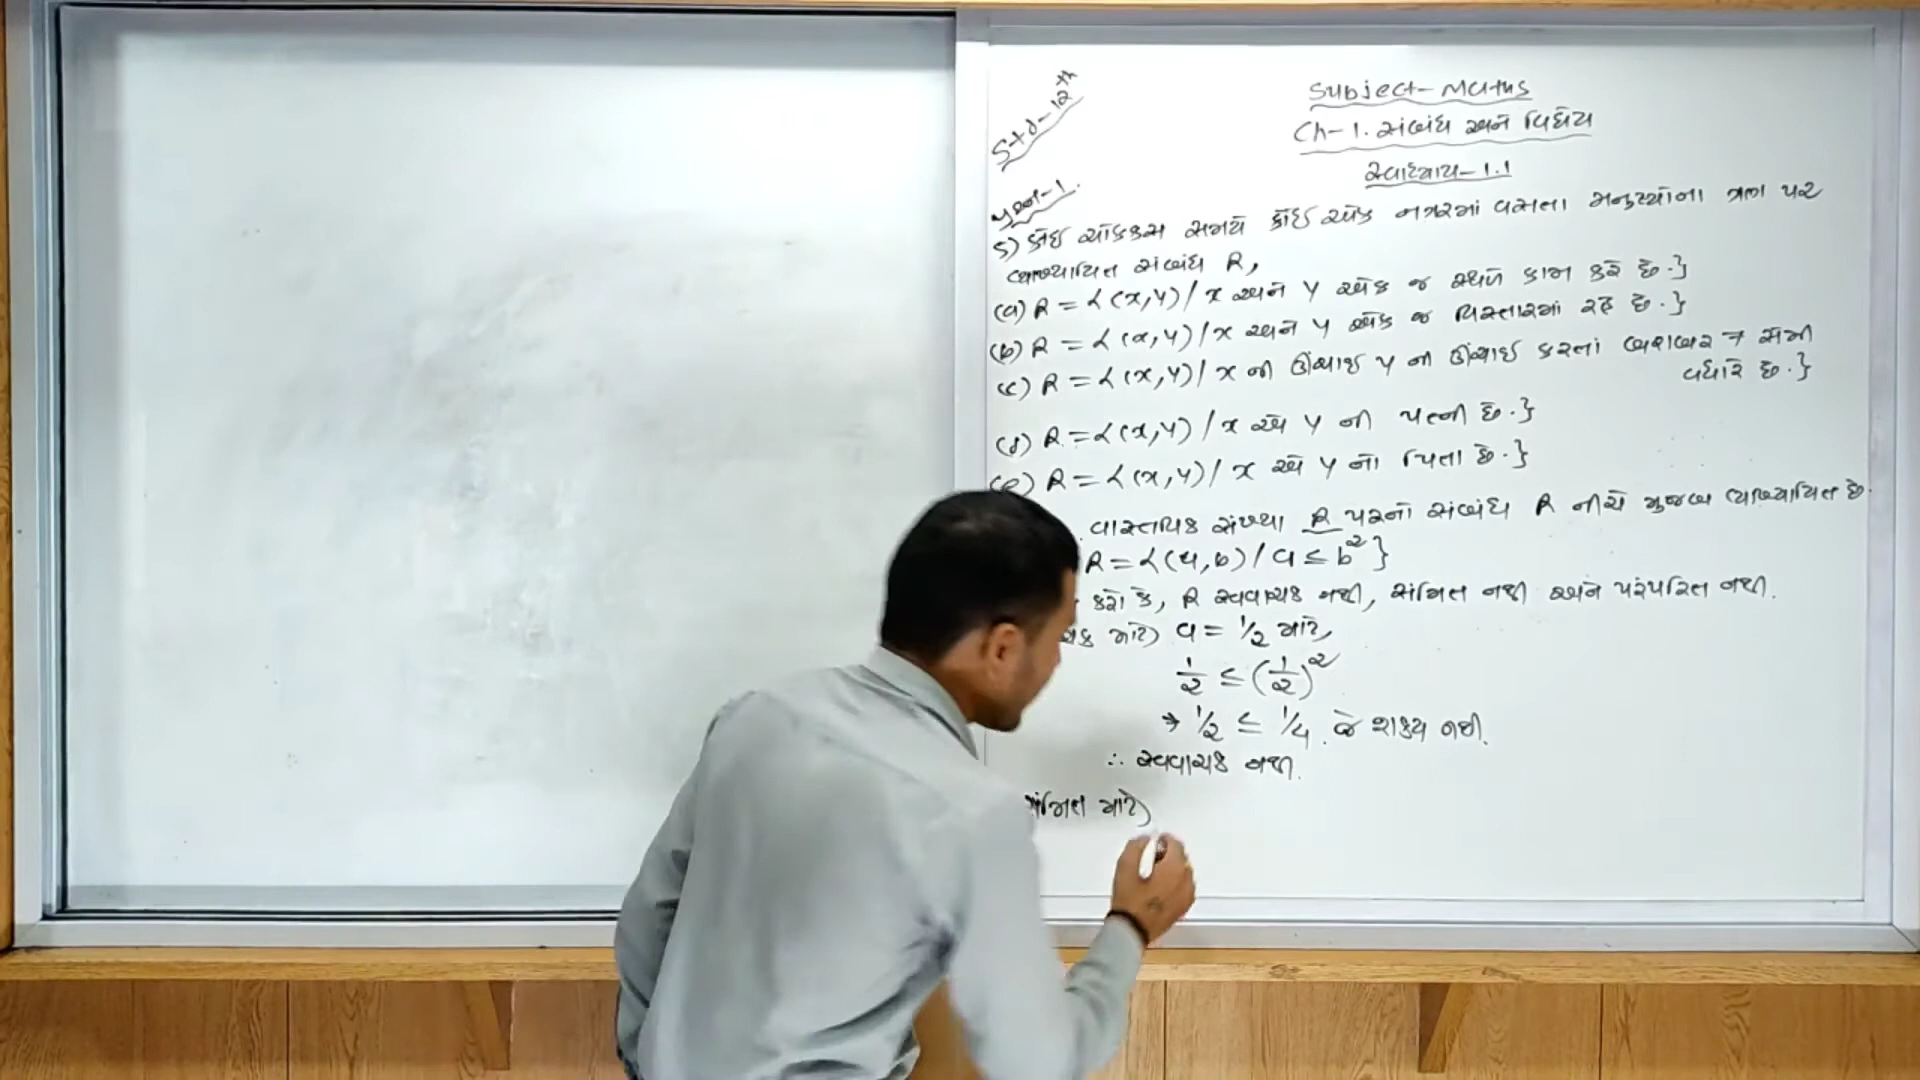 Std-12th
Subject-Maths
Ch-1. સંબંધ અને વિધેય
સ્વાધ્યાય-1.1
પ્રશ્ન-1.
5) કોઈ ચોક્કસ સમયે કોઈ એક નગરમાં વસતા મનુષ્યોના ગણ પર
વ્યાખ્યાયિત સંબંધ R,
(a) R = {(x,y) / x અને y એક જ સ્થળે કામ કરે છે.}
(b) R = {(x,y) / x અને y એક જ વિસ્તારમાં રહે છે.}
(c) R = {(x,y) / x ની ઊંચાઈ y ની ઊંચાઈ કરતાં બરાબર 7 સેમી
વધારે છે.}
(d) R = {(x,y) / x એ y ની પત્ની છે.}
(e) R = {(x,y) / x એ y નો પિતા છે.}
વાસ્તવિક સંખ્યા R પરનો સંબંધ R નીચે મુજબ વ્યાખ્યાયિત છે.
R = {(a,b) / a ≤ b²}
કરો કે, R સ્વવાચક નથી, સંમિત નથી અને પરંપરિત નથી.
માટે) a = 1/2 માટે,
1/2 ≤ (1/2)²
→ 1/2 ≤ 1/4 . જે શક્ય નથી.
∴ સ્વવાચક નથી.
સંમિત માટે)